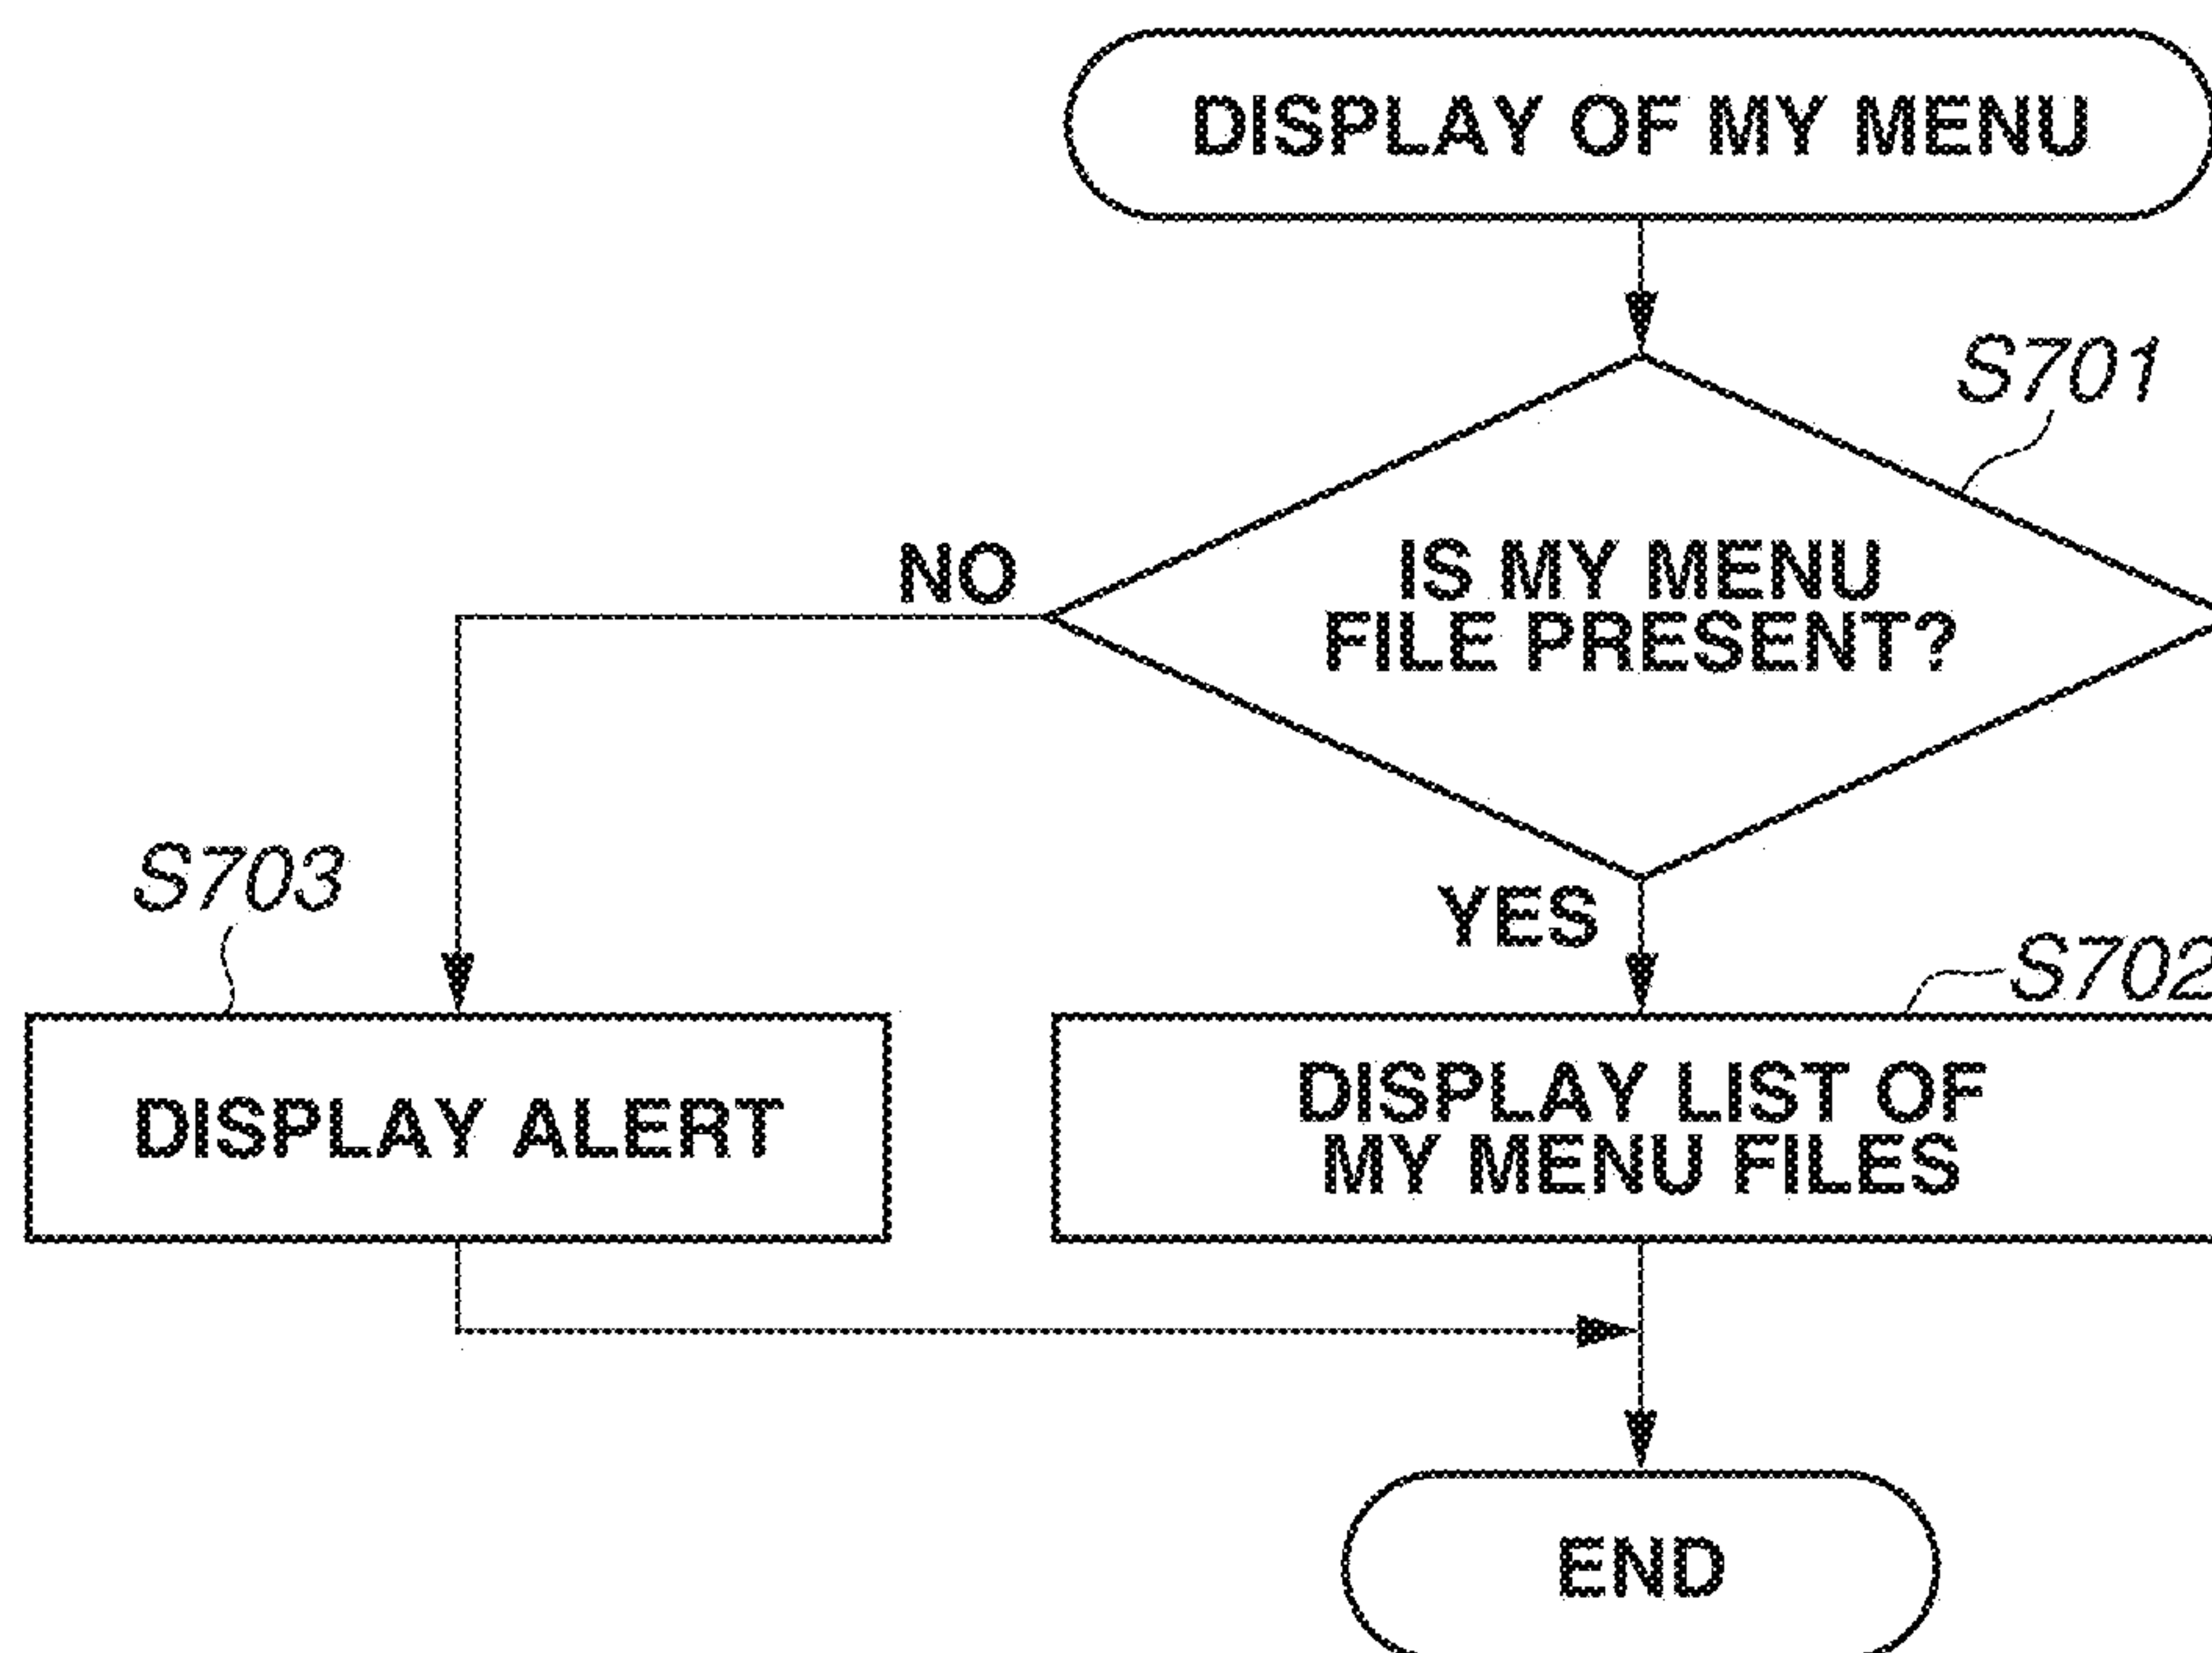 DISPLAY OF MY MENU
S701
IS MY MENU
FILE PRESENT?
NO
YES
S703
S702
DISPLAY ALERT
DISPLAY LIST OF
MY MENU FILES
END